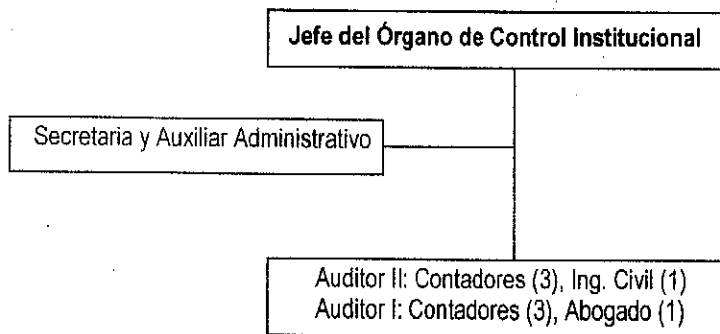 Jefe del Órgano de Control Institucional
Secretaria y Auxiliar Administrativo
Auditor II: Contadores (3), Ing. Civil (1)
Auditor I: Contadores (3), Abogado (1)